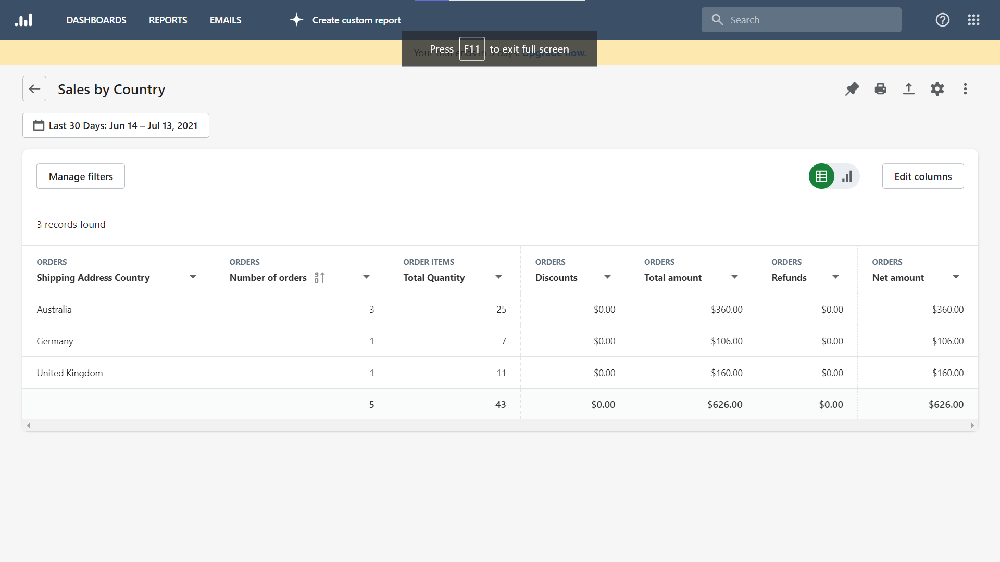 DASHBOARDS REPORTS EMAILS Create custom report Search
Press F11 to exit full screen
Your trial ends in days. Upgrade now.
Sales by Country
Last 30 Days: Jun 14 – Jul 13, 2021
Manage filters Edit columns
3 records found
ORDERS ORDERS ORDER ITEMS ORDERS ORDERS ORDERS ORDERS
Shipping Address Country Number of orders Total Quantity Discounts Total amount Refunds Net amount
Australia 3 25 $0.00 $360.00 $0.00 $360.00
Germany 1 7 $0.00 $106.00 $0.00 $106.00
United Kingdom 1 11 $0.00 $160.00 $0.00 $160.00
5 43 $0.00 $626.00 $0.00 $626.00